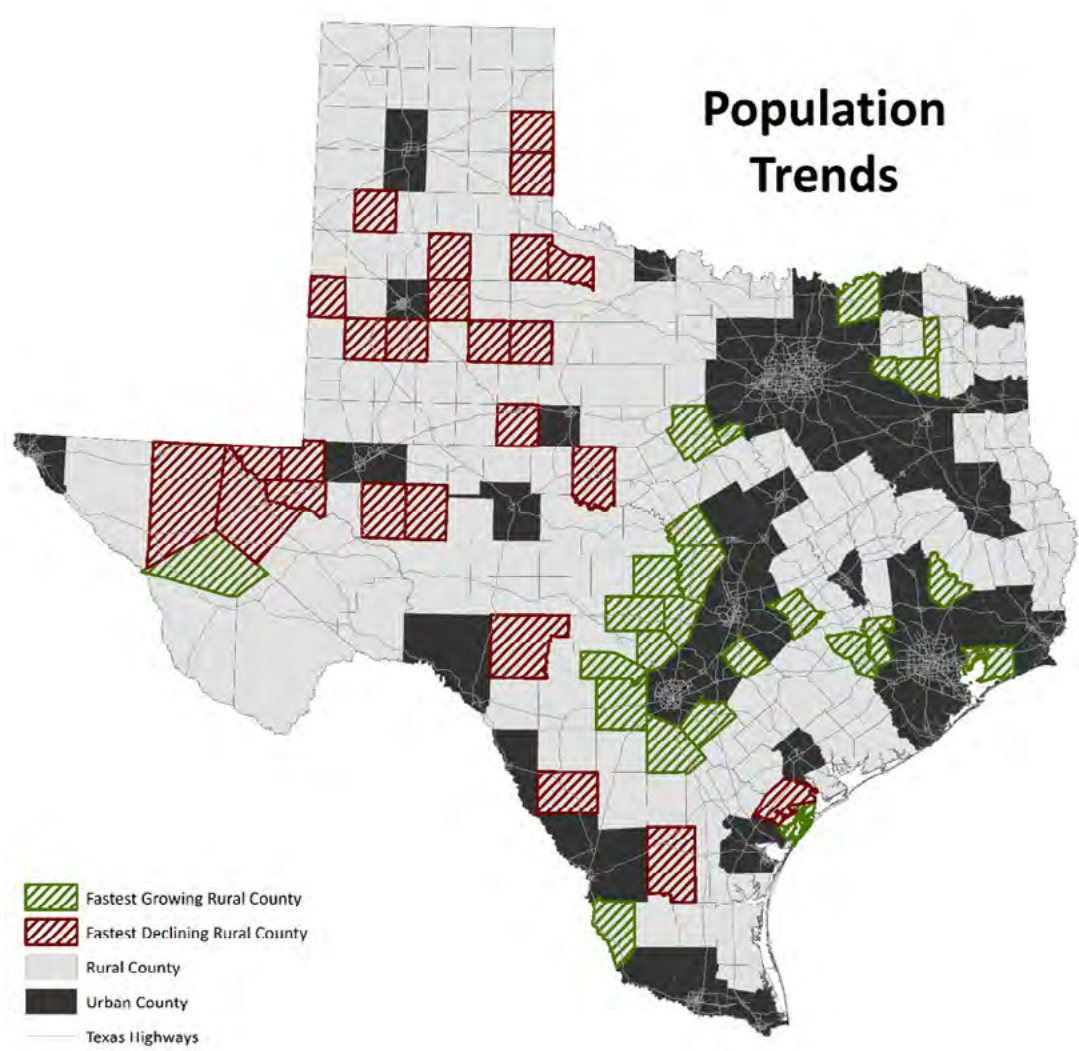 Population
Trends
Fastest Growing Rural County
Fastest Declining Rural County
Rural County
Urban County
Texas Highways